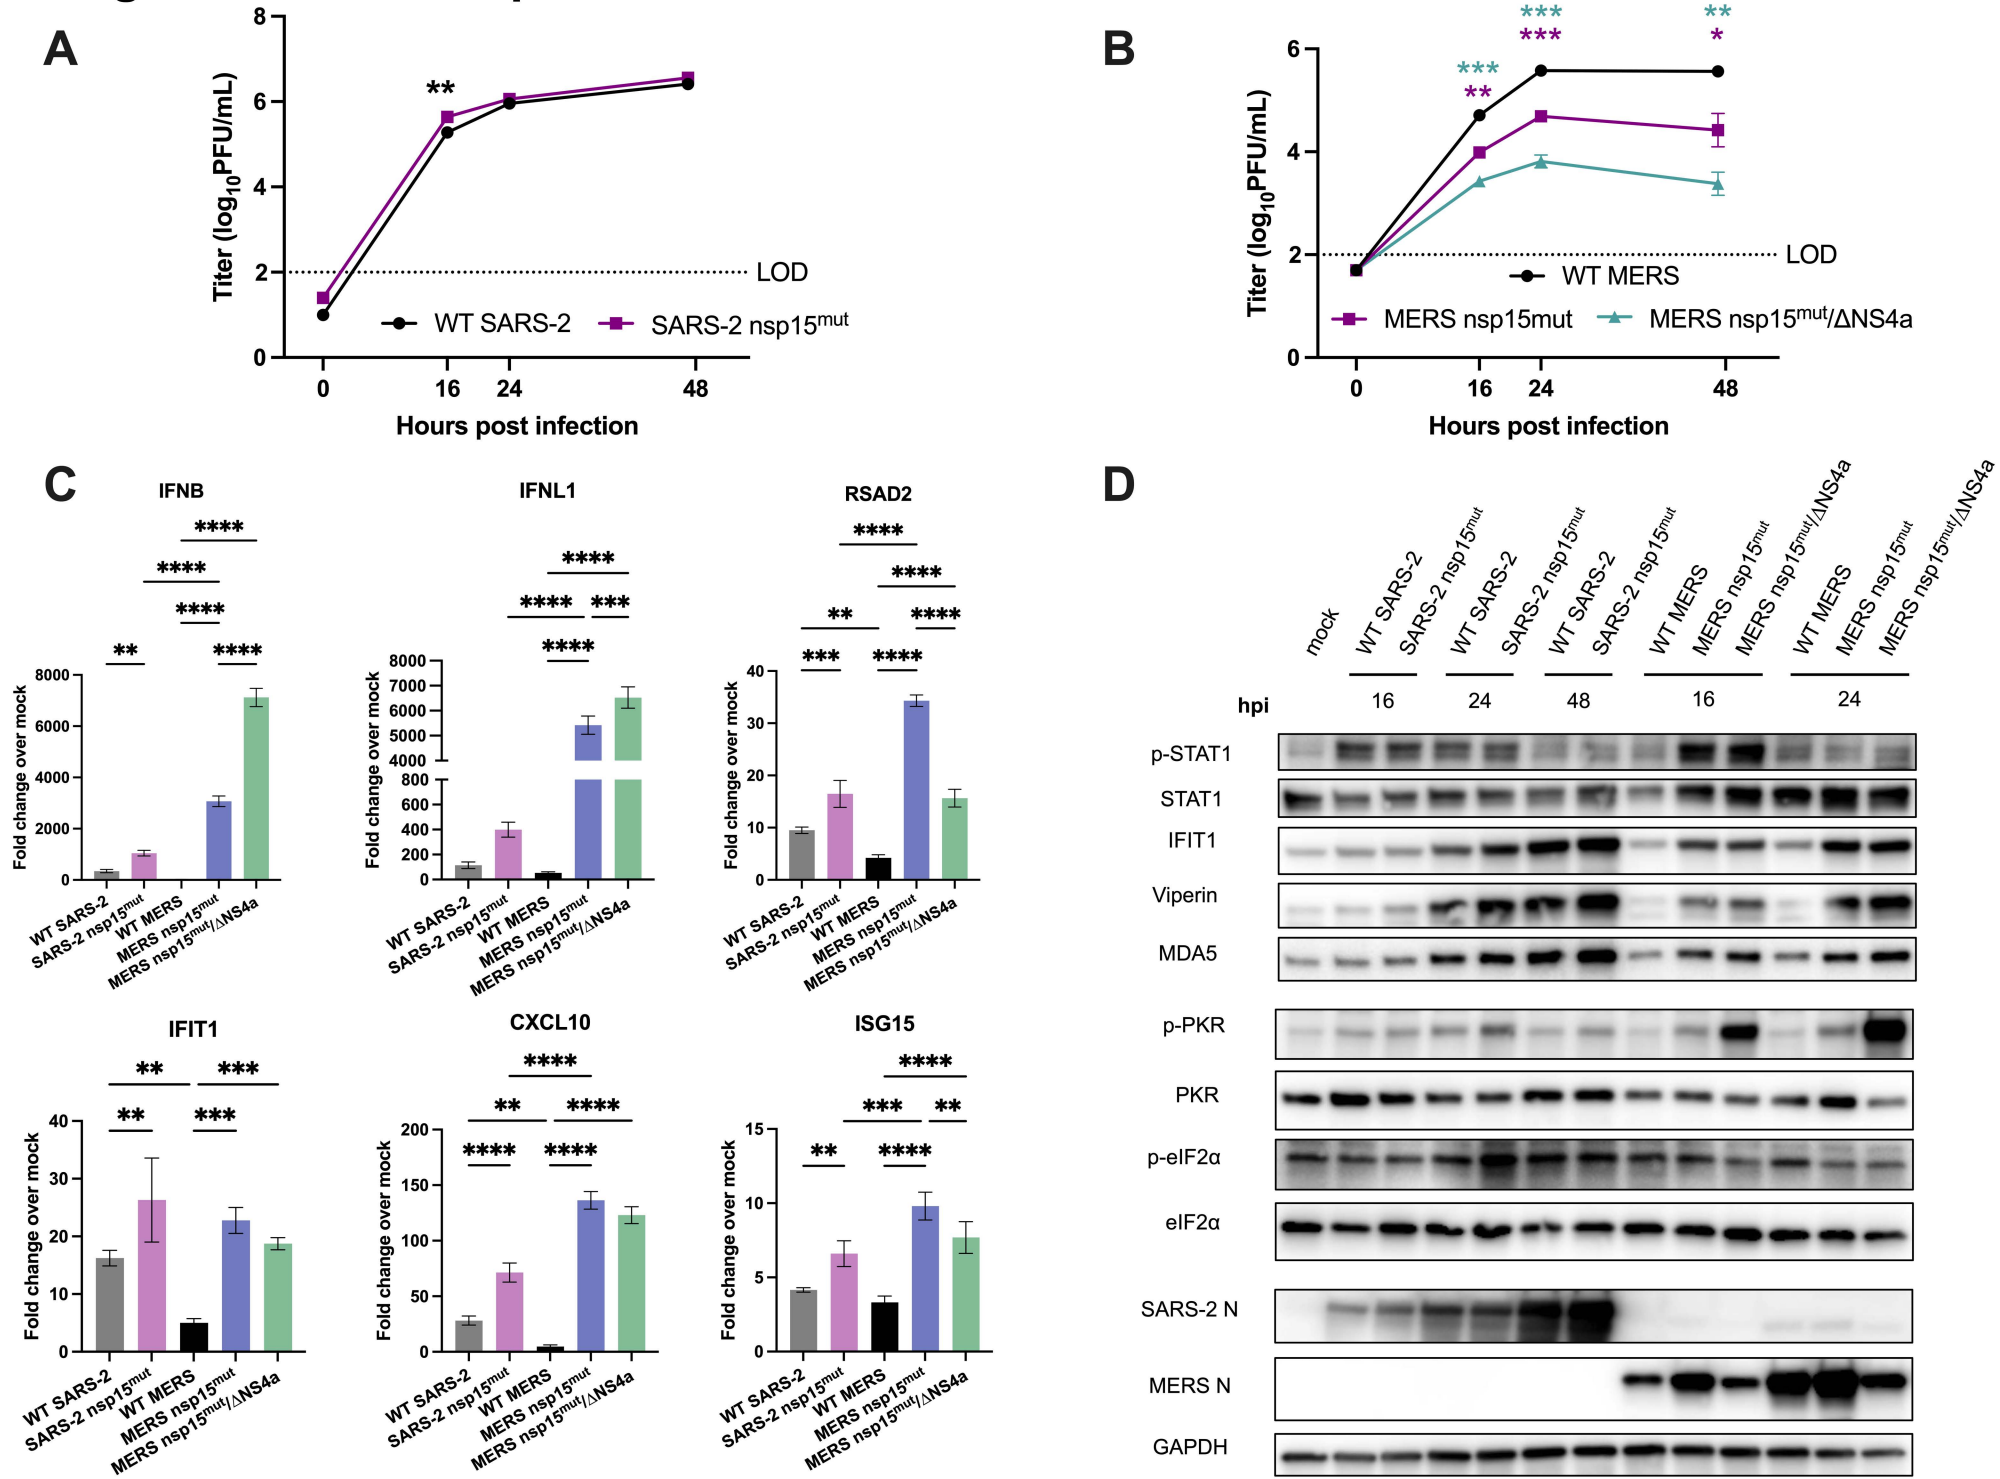 A
8
6
4
2
0
Titer (log10PFU/mL)
**
LOD
WT SARS-2
SARS-2 nsp15mut
0 16 24 48
Hours post infection
B
6
4
2
0
Titer (log10PFU/mL)
***
**
***
***
**
*
LOD
WT MERS
MERS nsp15mut
MERS nsp15mut/ΔNS4a
0 16 24 48
Hours post infection
C
IFNB
****
****
****
** ****
8000
6000
4000
2000
0
Fold change over mock
WT SARS-2
SARS-2 nsp15mut
WT MERS
MERS nsp15mut
MERS nsp15mut/ΔNS4a
IFNL1
****
**** ***
****
8000
7000
6000
5000
4000
800
600
400
200
0
Fold change over mock
WT SARS-2
SARS-2 nsp15mut
WT MERS
MERS nsp15mut
MERS nsp15mut/ΔNS4a
RSAD2
****
****
** ****
*** ****
40
30
20
10
0
Fold change over mock
WT SARS-2
SARS-2 nsp15mut
WT MERS
MERS nsp15mut
MERS nsp15mut/ΔNS4a
IFIT1
** ***
** ***
40
30
20
10
0
Fold change over mock
WT SARS-2
SARS-2 nsp15mut
WT MERS
MERS nsp15mut
MERS nsp15mut/ΔNS4a
CXCL10
****
** ****
**** ****
200
150
100
50
0
Fold change over mock
WT SARS-2
SARS-2 nsp15mut
WT MERS
MERS nsp15mut
MERS nsp15mut/ΔNS4a
ISG15
****
*** **
** ****
15
10
5
0
Fold change over mock
WT SARS-2
SARS-2 nsp15mut
WT MERS
MERS nsp15mut
MERS nsp15mut/ΔNS4a
D
mock
WT SARS-2
SARS-2 nsp15mut
WT SARS-2
SARS-2 nsp15mut
WT SARS-2
SARS-2 nsp15mut
WT MERS
MERS nsp15mut
MERS nsp15mut/ΔNS4a
WT MERS
MERS nsp15mut
MERS nsp15mut/ΔNS4a
hpi 16 24 48 16 24
p-STAT1
STAT1
IFIT1
Viperin
MDA5
p-PKR
PKR
p-eIF2α
eIF2α
SARS-2 N
MERS N
GAPDH